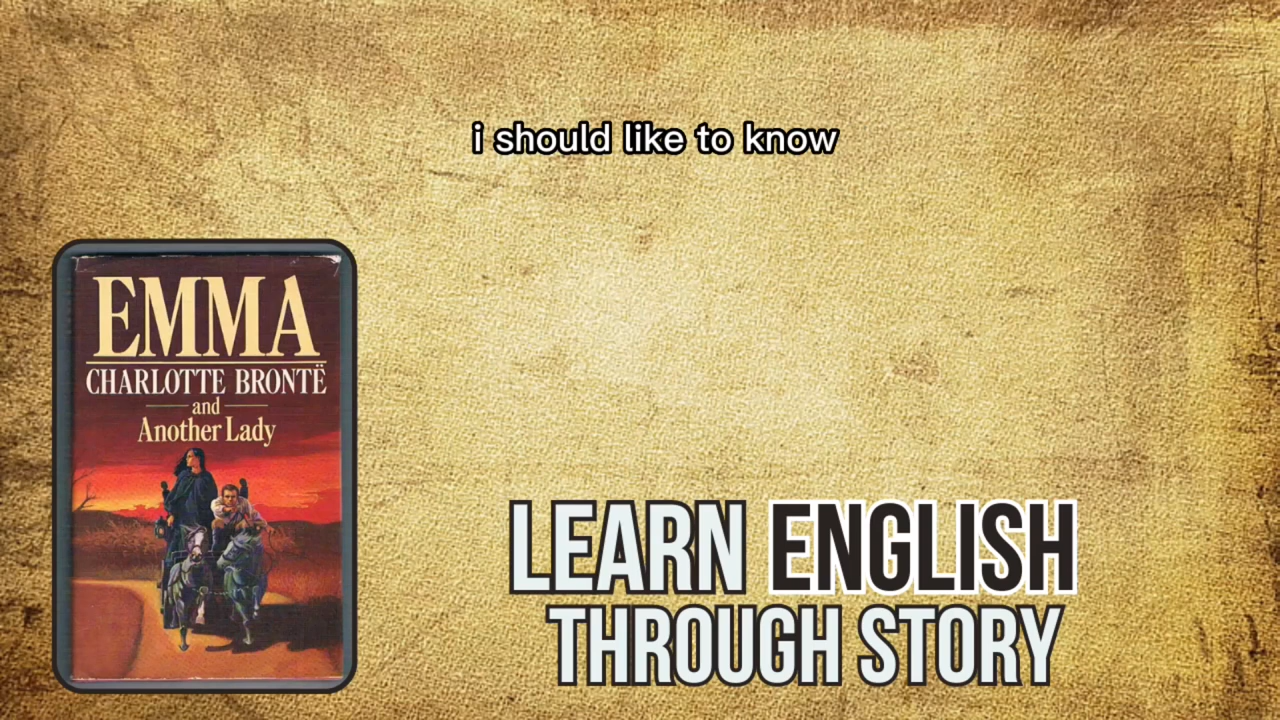 i should like to know
EMMA
CHARLOTTE BRONTË
and
Another Lady
LEARN ENGLISH
THROUGH STORY